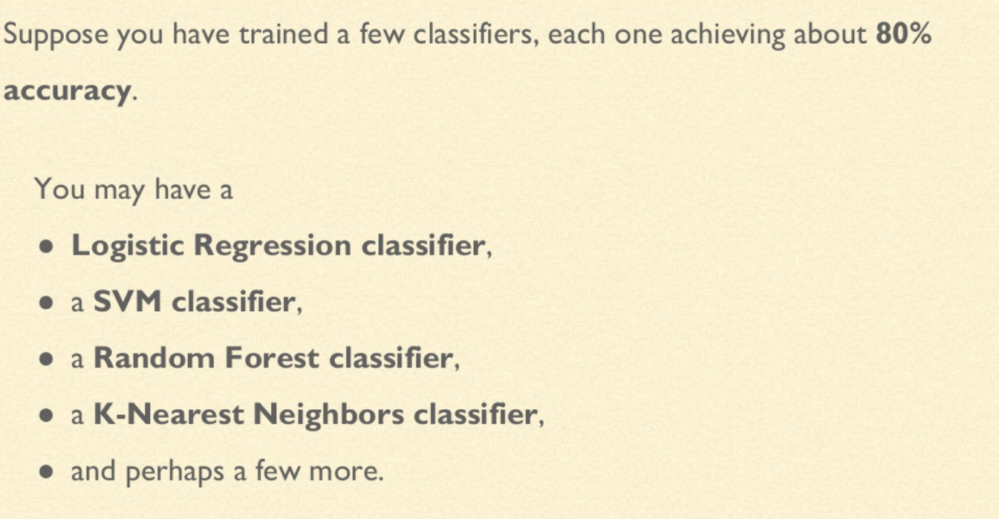 Suppose you have trained a few classifiers, each one achieving about 80%
accuracy.
You may have a
● Logistic Regression classifier,
● a SVM classifier,
● a Random Forest classifier,
● a K-Nearest Neighbors classifier,
● and perhaps a few more.